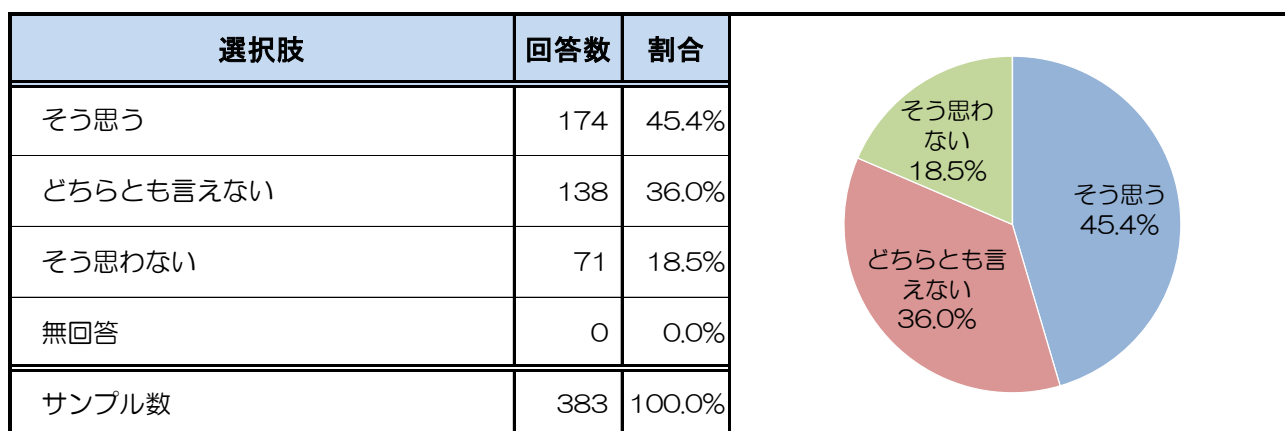 選択肢 回答数 割合
そう思う 174 45.4%
どちらとも言えない 138 36.0%
そう思わない 71 18.5%
無回答 0 0.0%
サンプル数 383 100.0%
そう思わ
ない
18.5%
そう思う
45.4%
どちらとも言
えない
36.0%